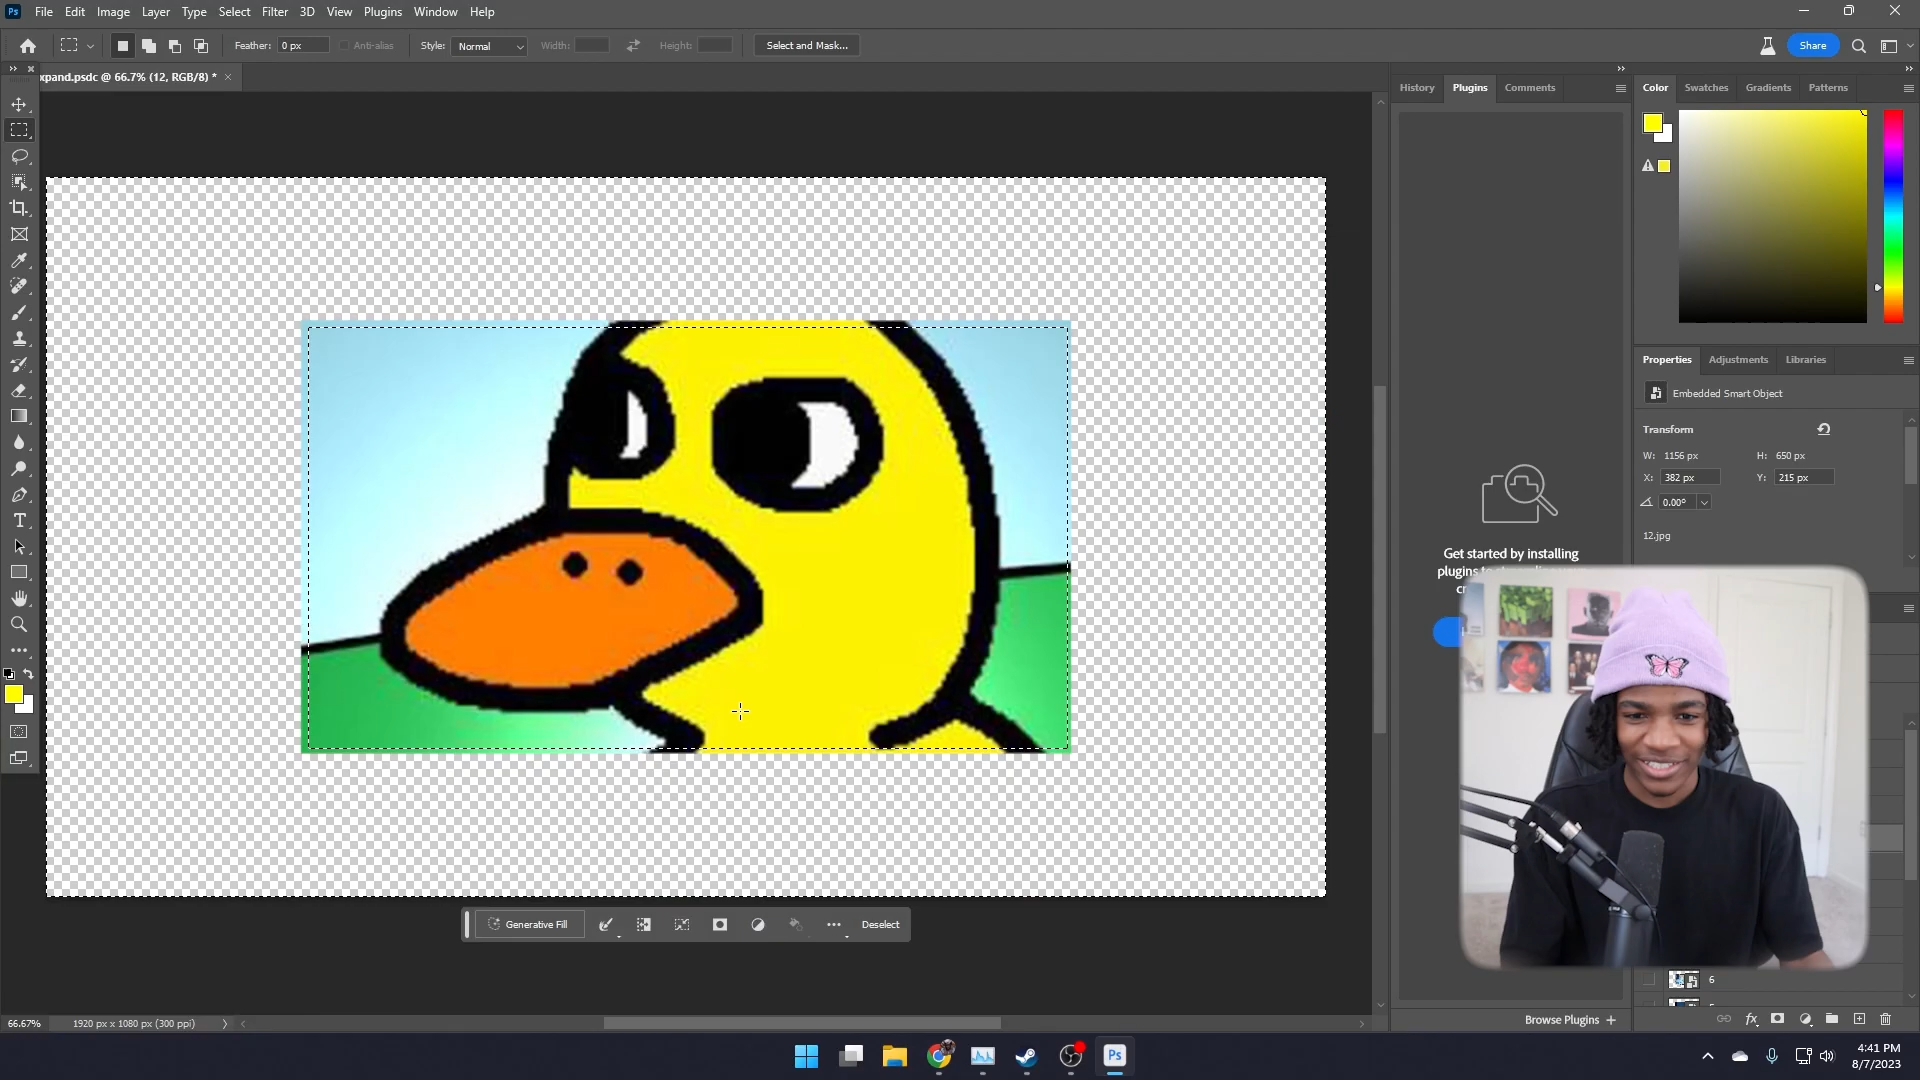 Ps File Edit Image Layer Type Select Filter 3D View Plugins Window Help
Feather: 0 px Anti-alias Style: Normal Width: Height: Select and Mask... Share
xpand.psdc @ 66.7% (12, RGB/8) *
History Plugins Comments
Color Swatches Gradients Patterns
Properties Adjustments Libraries
Embedded Smart Object
Transform
W: 1156 px H: 650 px
X: 382 px Y: 215 px
0.00°
12.jpg
Get started by installing
plugins to
Generative Fill Deselect
6
66.67% 1920 px x 1080 px (300 ppi)
Browse Plugins
Ps
4:41 PM
8/7/2023